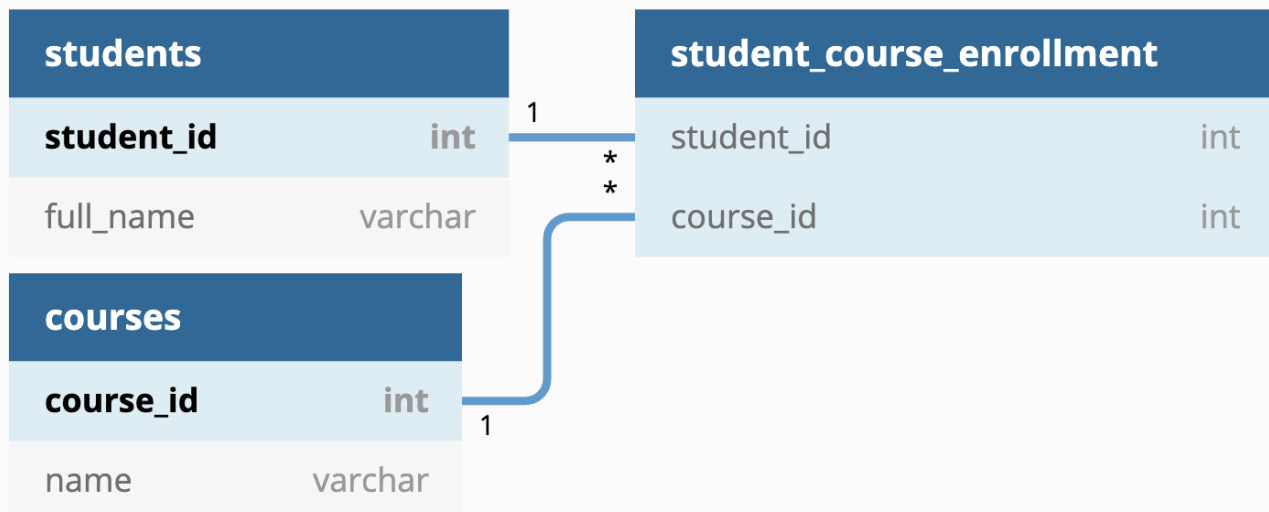 students
student_id int
full_name varchar
1
*
*
student_course_enrollment
student_id int
course_id int
courses
course_id int
name varchar
1